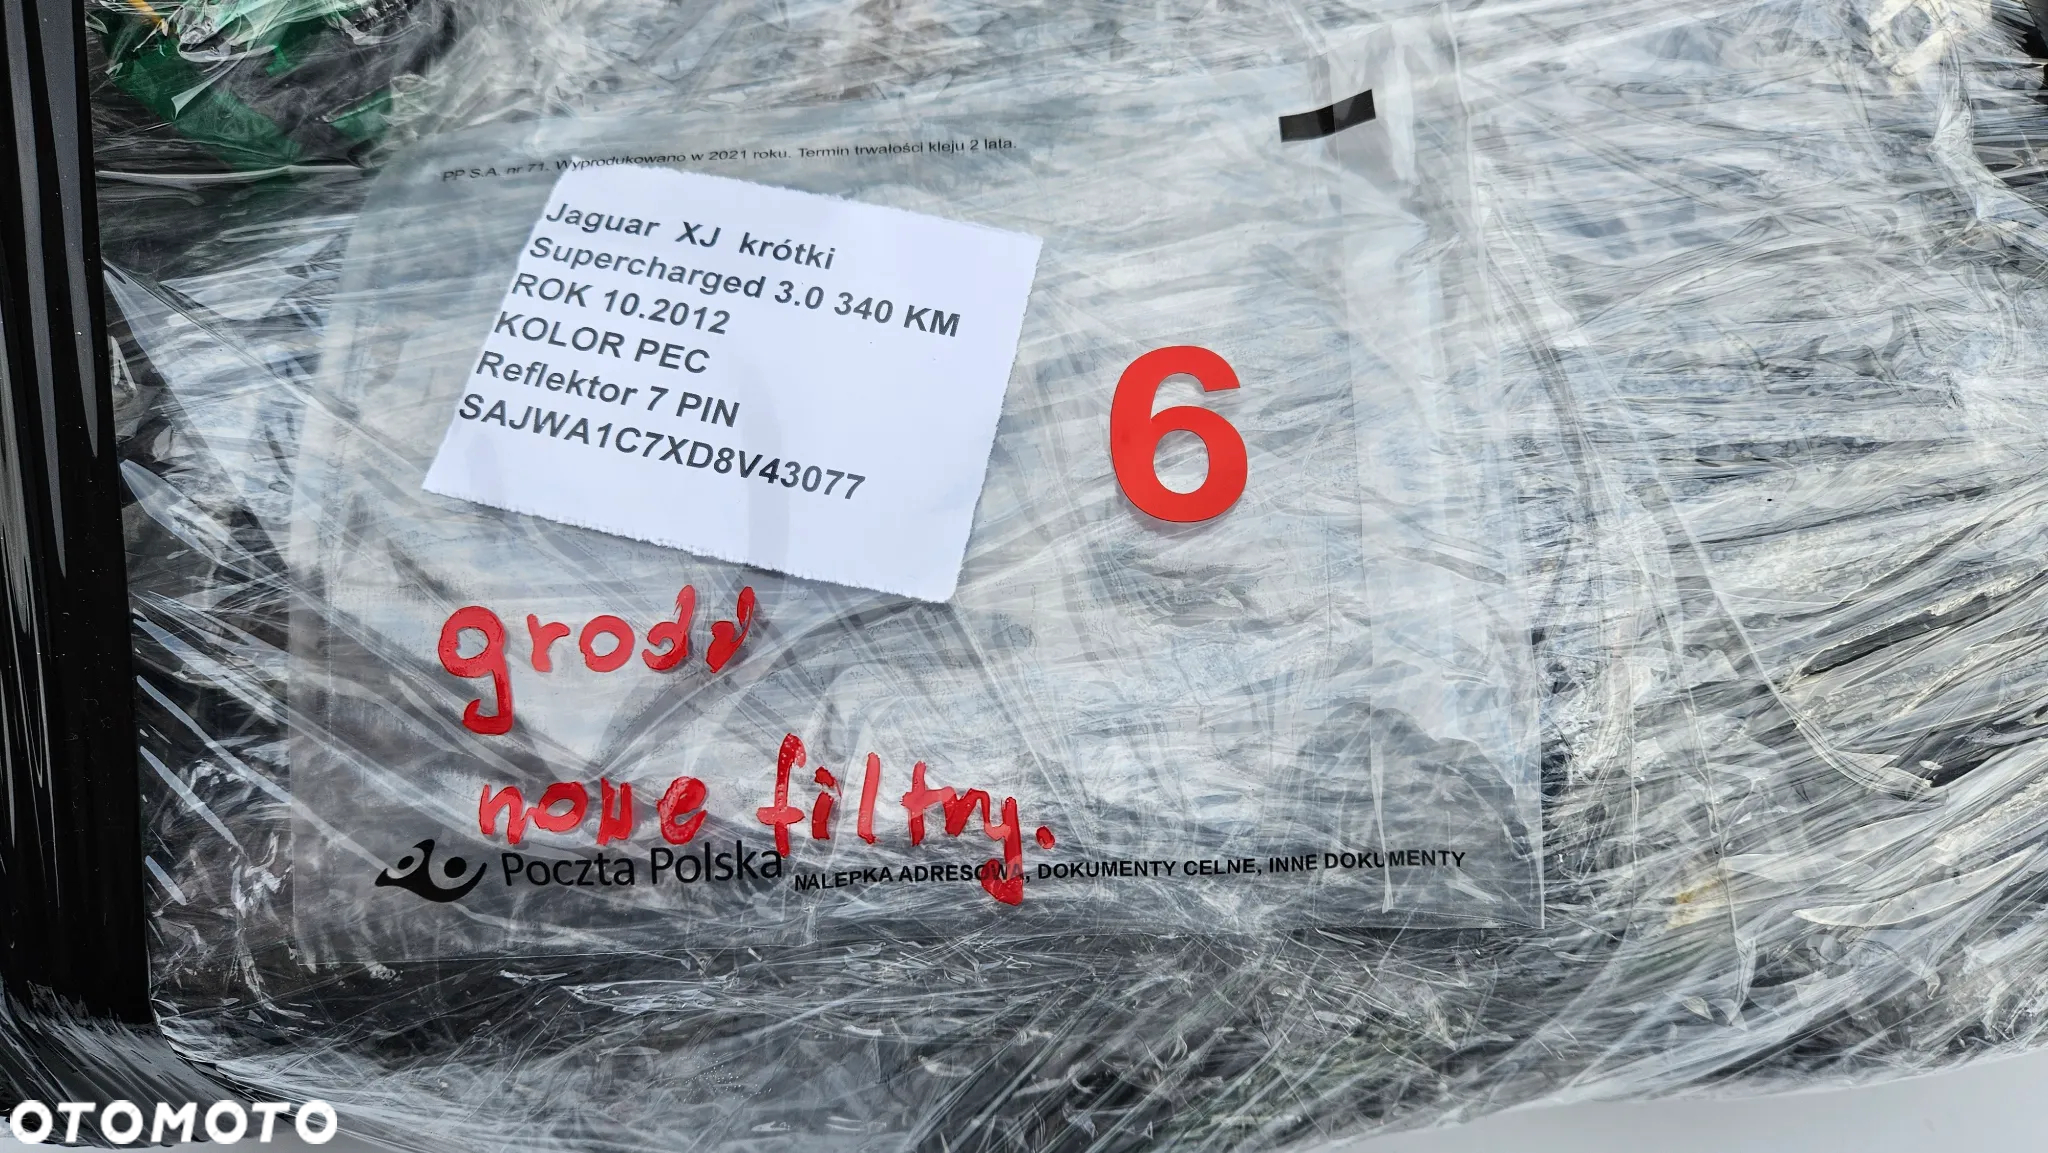 PP S.A. nr 71. Wyprodukowano w 2021 roku. Termin trwałości kleju 2 lata.
Jaguar XJ krótki
Supercharged 3.0 340 KM
ROK 10.2012
KOLOR PEC
Reflektor 7 PIN
SAJWA1C7XD8V43077
6
grodź
nowe filtry.
Poczta Polska NALEPKA ADRESOWA, DOKUMENTY CELNE, INNE DOKUMENTY
OTOMOTO